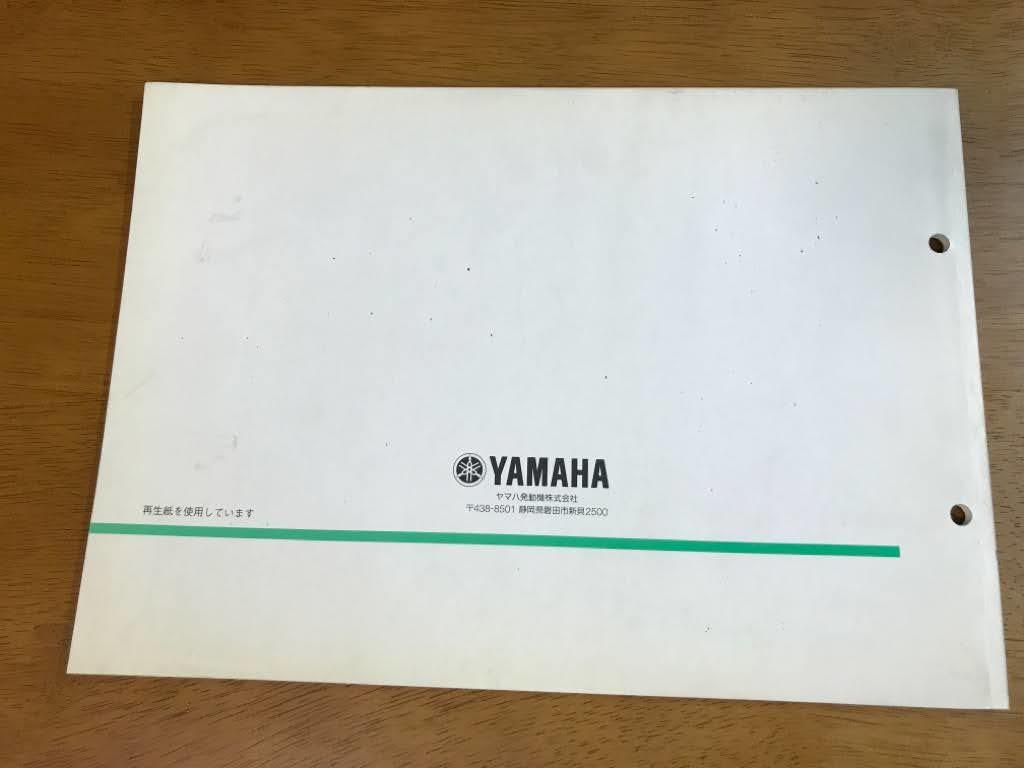 YAMAHA
ヤマハ発動機株式会社
〒438-8501 静岡県磐田市新貝2500
再生紙を使用しています